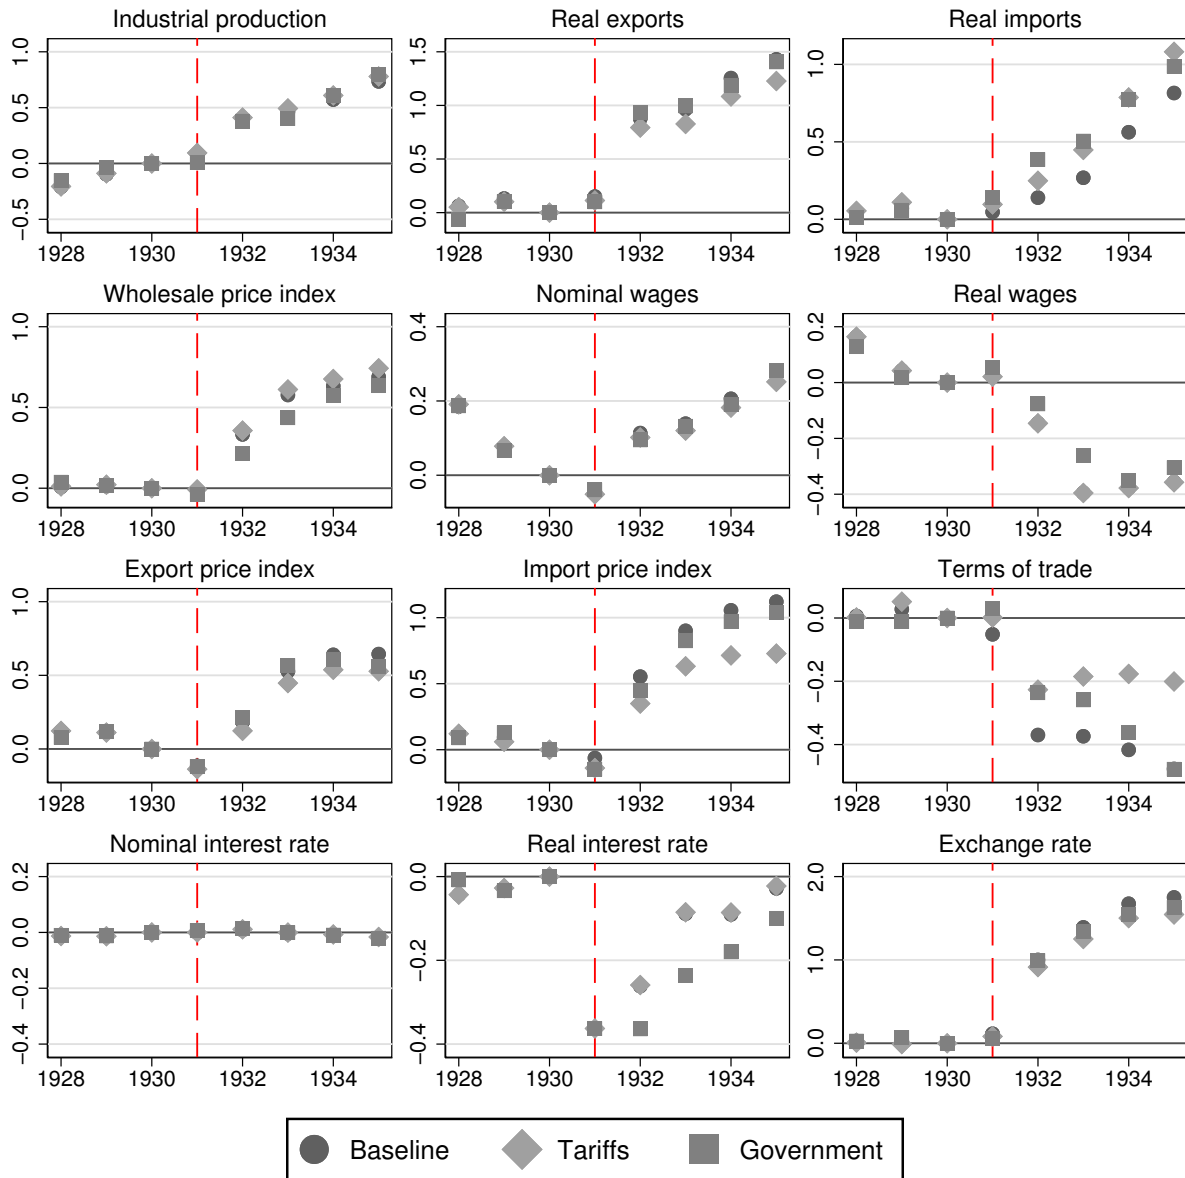 Industrial production
Real exports
Real imports
1.0
0.5
0.0
−0.5
1928 1930 1932 1934
1.5
1.0
0.5
0.0
1928 1930 1932 1934
1.0
0.5
0.0
1928 1930 1932 1934
Wholesale price index
Nominal wages
Real wages
1.0
0.5
0.0
1928 1930 1932 1934
0.4
0.2
0.0
1928 1930 1932 1934
0.2
0.0
−0.2
−0.4
1928 1930 1932 1934
Export price index
Import price index
Terms of trade
1.0
0.5
0.0
1928 1930 1932 1934
1.0
0.5
0.0
1928 1930 1932 1934
0.0
−0.2
−0.4
1928 1930 1932 1934
Nominal interest rate
Real interest rate
Exchange rate
0.2
0.0
−0.2
−0.4
1928 1930 1932 1934
0.0
−0.2
−0.4
1928 1930 1932 1934
2.0
1.0
0.0
1928 1930 1932 1934
Baseline Tariffs Government